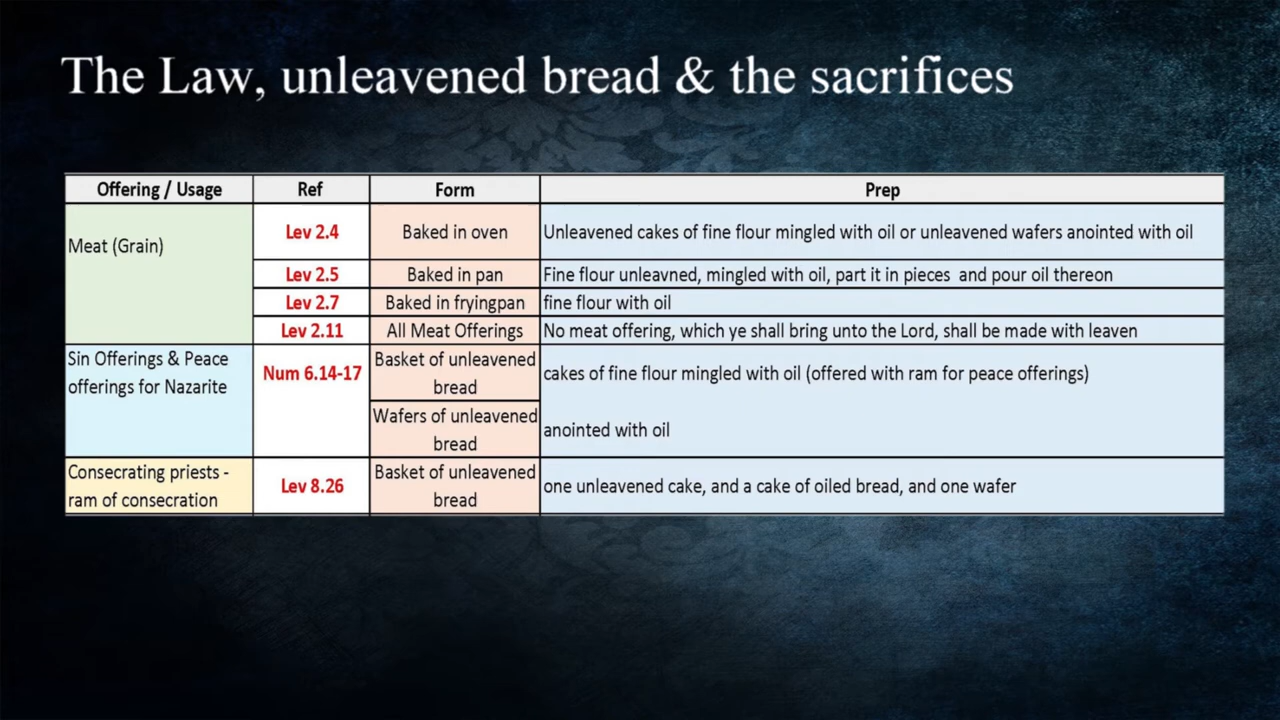 The Law, unleavened bread & the sacrifices
Offering / Usage Ref Form Prep
Meat (Grain)
Lev 2.4 Baked in oven Unleavened cakes of fine flour mingled with oil or unleavened wafers anointed with oil
Lev 2.5 Baked in pan Fine flour unleavned, mingled with oil, part it in pieces and pour oil thereon
Lev 2.7 Baked in fryingpan fine flour with oil
Lev 2.11 All Meat Offerings No meat offering, which ye shall bring unto the Lord, shall be made with leaven
Sin Offerings & Peace
offerings for Nazarite
Num 6.14-17
Basket of unleavened
bread
cakes of fine flour mingled with oil (offered with ram for peace offerings)
Wafers of unleavened
bread
anointed with oil
Consecrating priests -
ram of consecration
Lev 8.26
Basket of unleavened
bread
one unleavened cake, and a cake of oiled bread, and one wafer